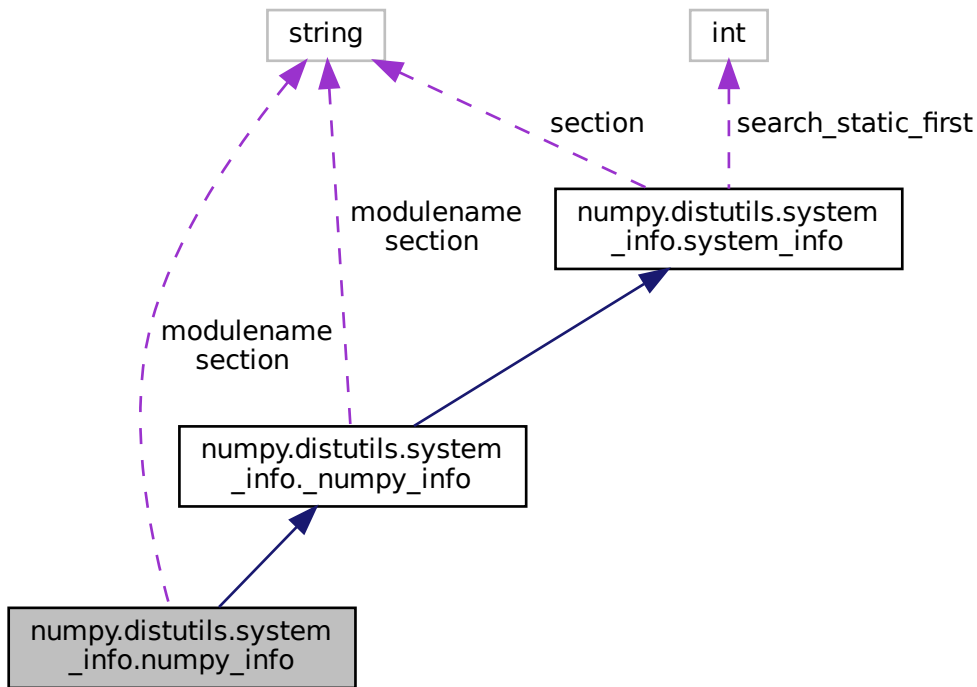 string
int
section
search_static_first
modulename
section
numpy.distutils.system
_info.system_info
modulename
section
numpy.distutils.system
_info._numpy_info
numpy.distutils.system
_info.numpy_info